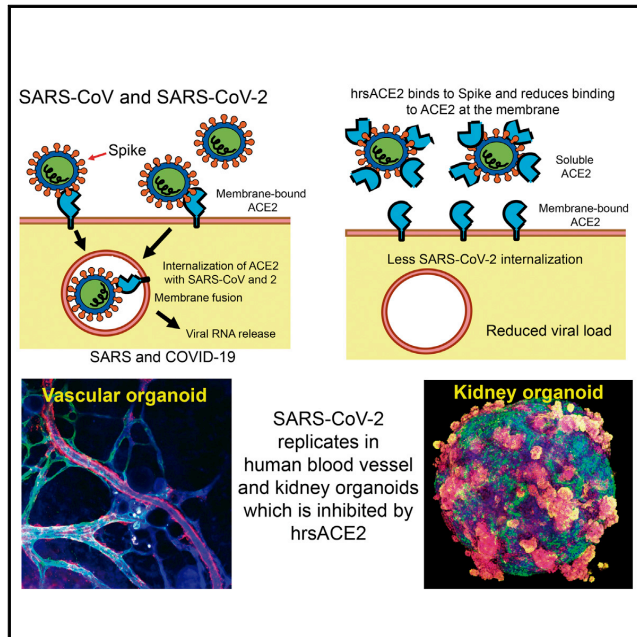 SARS-CoV and SARS-CoV-2
Spike
Membrane-bound
ACE2
Internalization of ACE2
with SARS-CoV and 2
Membrane fusion
Viral RNA release
SARS and COVID-19
hrsACE2 binds to Spike and reduces binding
to ACE2 at the membrane
Soluble
ACE2
Membrane-bound
ACE2
Less SARS-CoV-2 internalization
Reduced viral load
Vascular organoid
SARS-CoV-2
replicates in
human blood vessel
and kidney organoids
which is inhibited by
hrsACE2
Kidney organoid